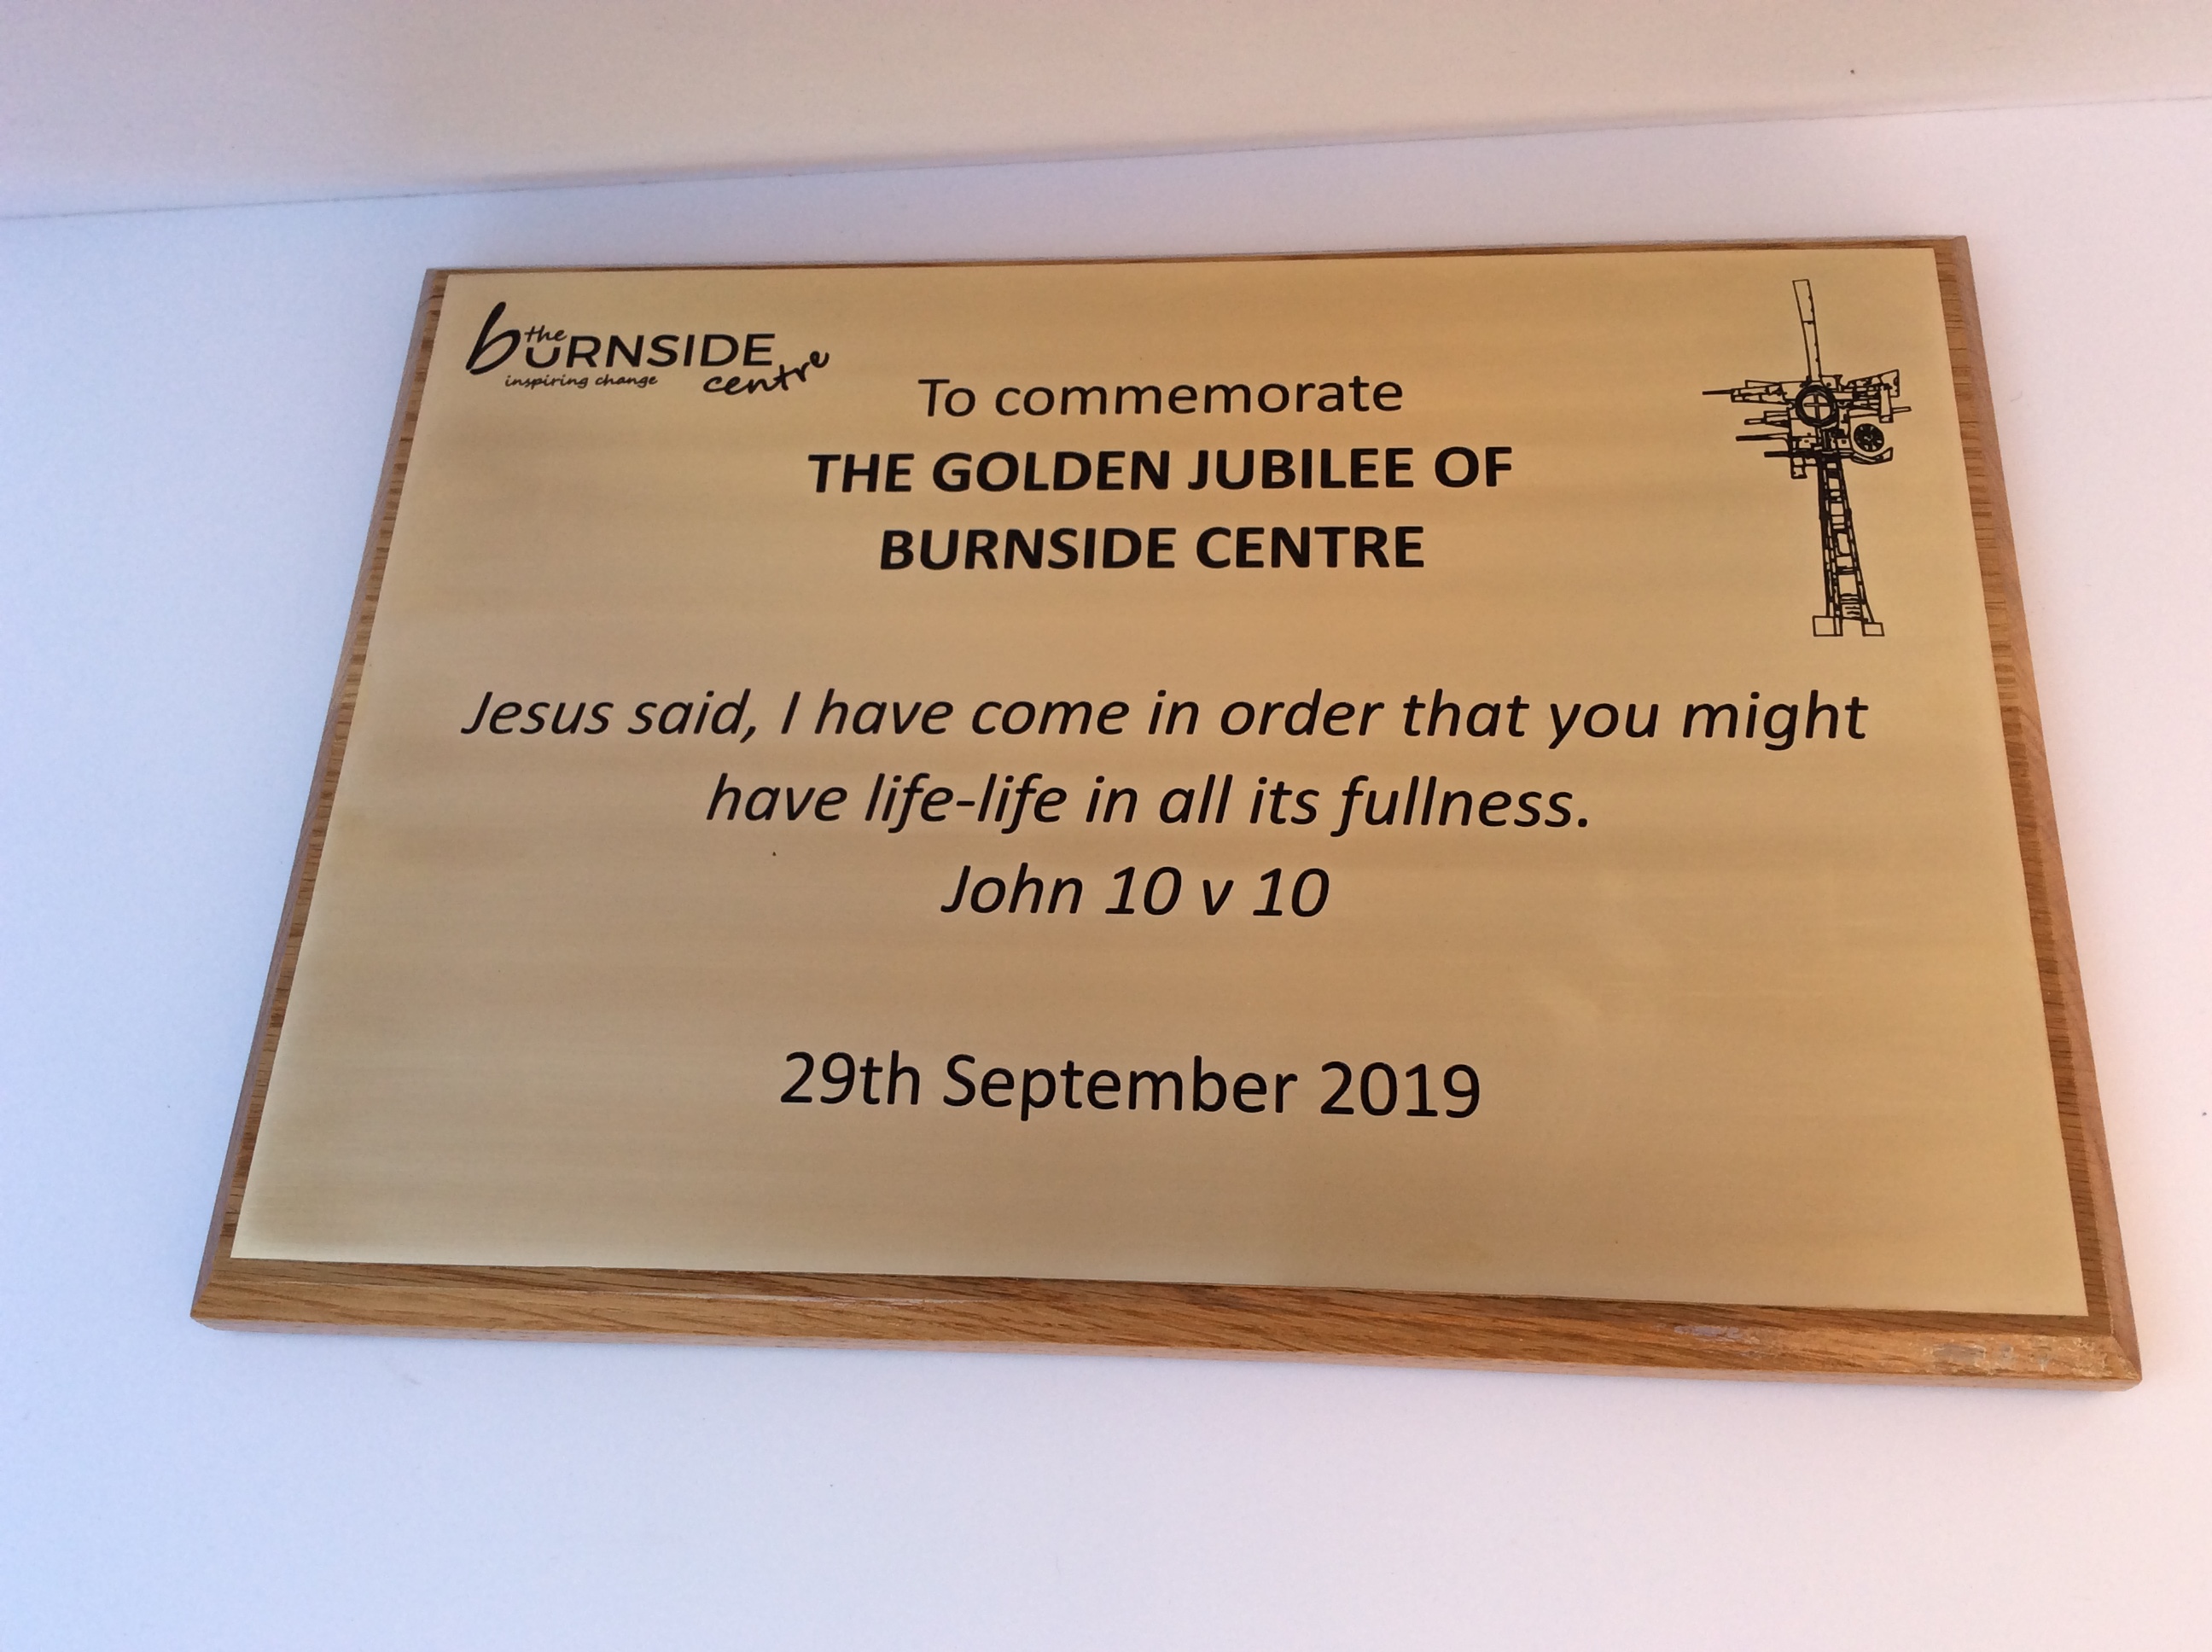 the BURNSIDE centre
inspiring change
To commemorate
THE GOLDEN JUBILEE OF
BURNSIDE CENTRE
Jesus said, I have come in order that you might
have life-life in all its fullness.
John 10 v 10
29th September 2019